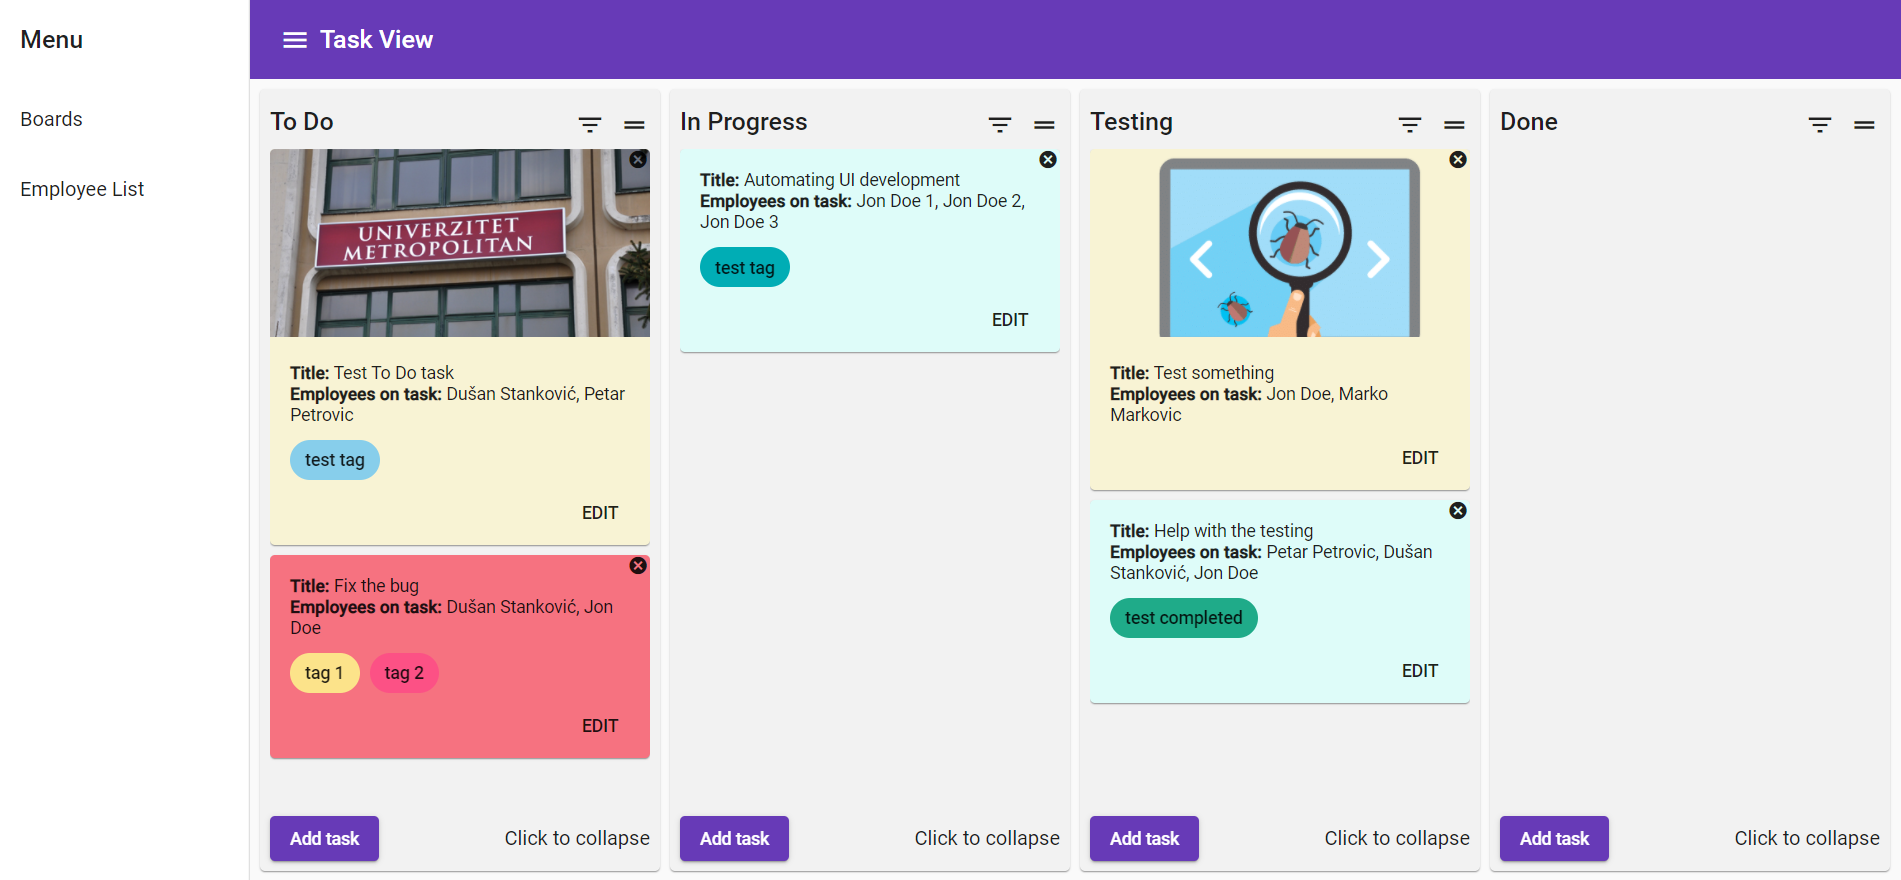 Menu
Boards
Employee List
Task View
To Do
UNIVERZITET
METROPOLITAN
Title: Test To Do task
Employees on task: Dušan Stanković, Petar
Petrovic
test tag
EDIT
Title: Fix the bug
Employees on task: Dušan Stanković, Jon
Doe
tag 1 tag 2
EDIT
Add task Click to collapse
In Progress
Title: Automating UI development
Employees on task: Jon Doe 1, Jon Doe 2,
Jon Doe 3
test tag
EDIT
Add task Click to collapse
Testing
Title: Test something
Employees on task: Jon Doe, Marko
Markovic
EDIT
Title: Help with the testing
Employees on task: Petar Petrovic, Dušan
Stanković, Jon Doe
test completed
EDIT
Add task Click to collapse
Done
Add task Click to collapse